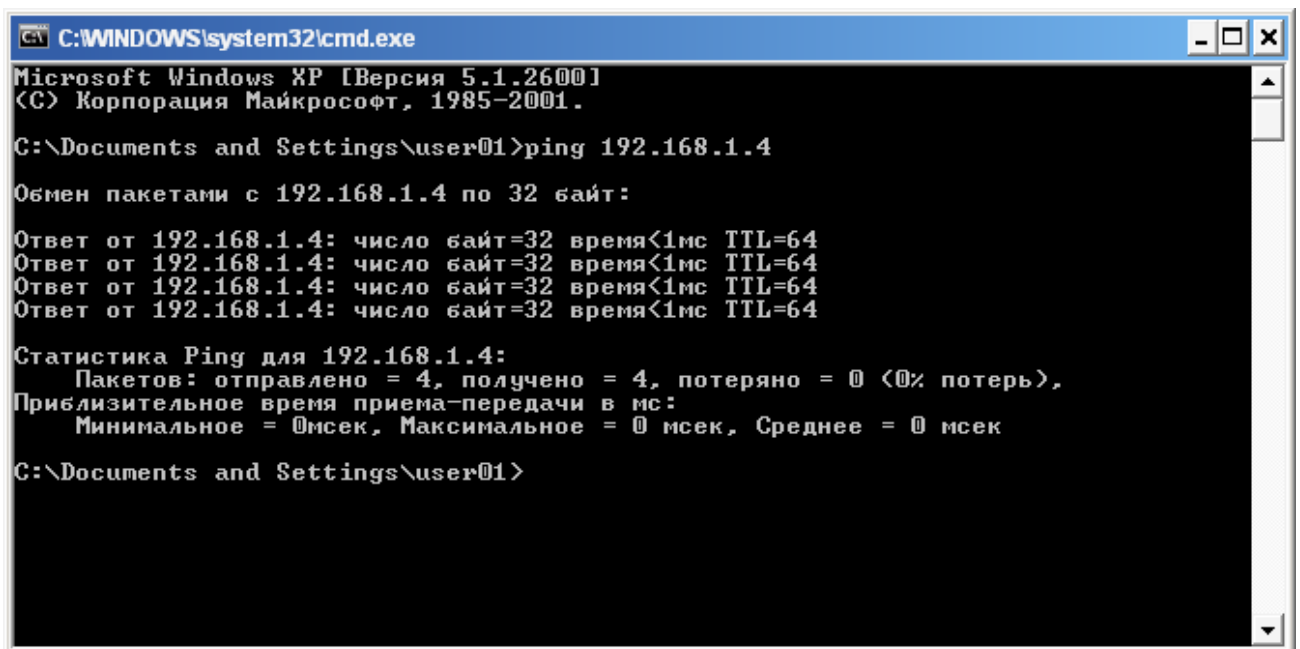 C:\WINDOWS\system32\cmd.exe
Microsoft Windows XP [Версия 5.1.2600]
(C) Корпорация Майкрософт, 1985-2001.
C:\Documents and Settings\user01>ping 192.168.1.4
Обмен пакетами с 192.168.1.4 по 32 байт:
Ответ от 192.168.1.4: число байт=32 время<1мс TTL=64
Ответ от 192.168.1.4: число байт=32 время<1мс TTL=64
Ответ от 192.168.1.4: число байт=32 время<1мс TTL=64
Ответ от 192.168.1.4: число байт=32 время<1мс TTL=64
Статистика Ping для 192.168.1.4:
Пакетов: отправлено = 4, получено = 4, потеряно = 0 (0% потерь),
Приблизительное время приема-передачи в мс:
Минимальное = 0мсек, Максимальное = 0 мсек, Среднее = 0 мсек
C:\Documents and Settings\user01>